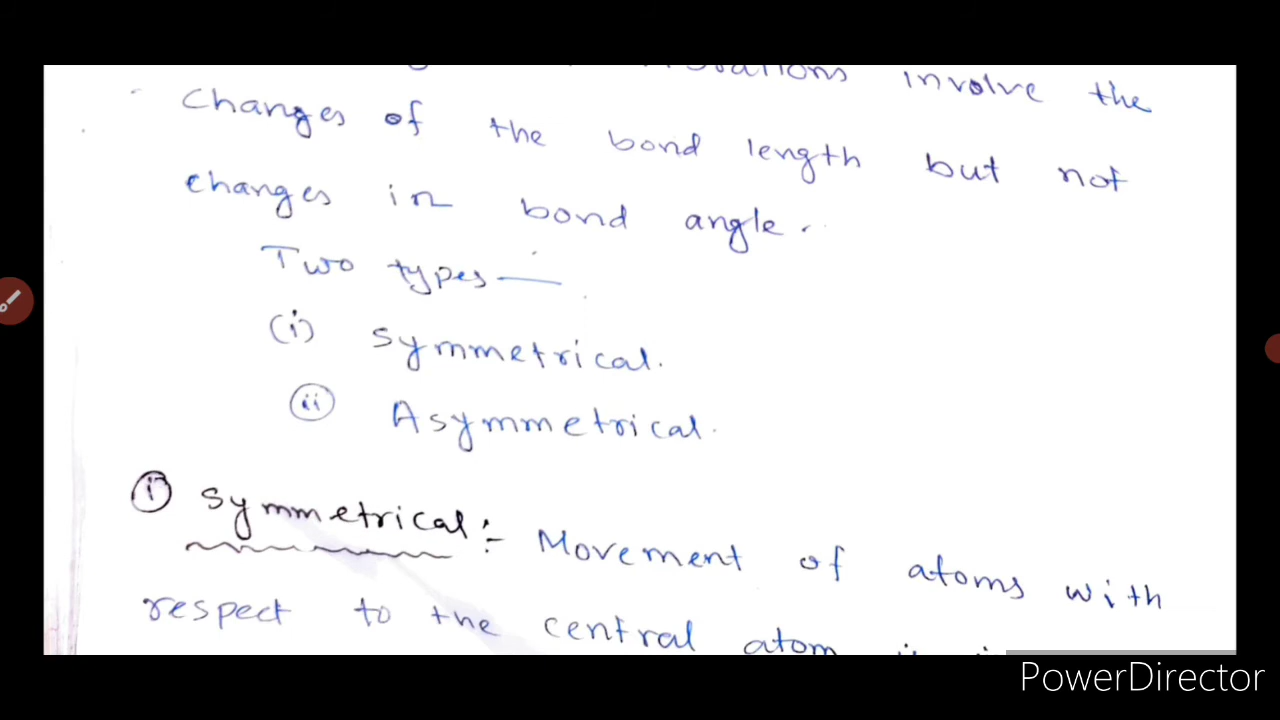 involve the
changes of the bond length but not
changes in bond angle.
Two types —
(i) Symmetrical.
(ii) Asymmetrical.
(i) Symmetrical :- Movement of atoms with
respect to the central atom
PowerDirector